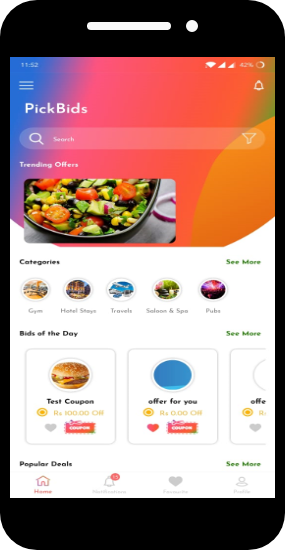 11:52 42%
PickBids
Search
Trending Offers
Categories See More
Gym Hotel Stays Travels Saloon & Spa Pubs
Bids of the Day See More
Test Coupon offer for you offe
Rs 100.00 Off Rs 0.00 Off Rs
COUPON COUPON
Popular Deals See More
Home Notification Favourite Profile